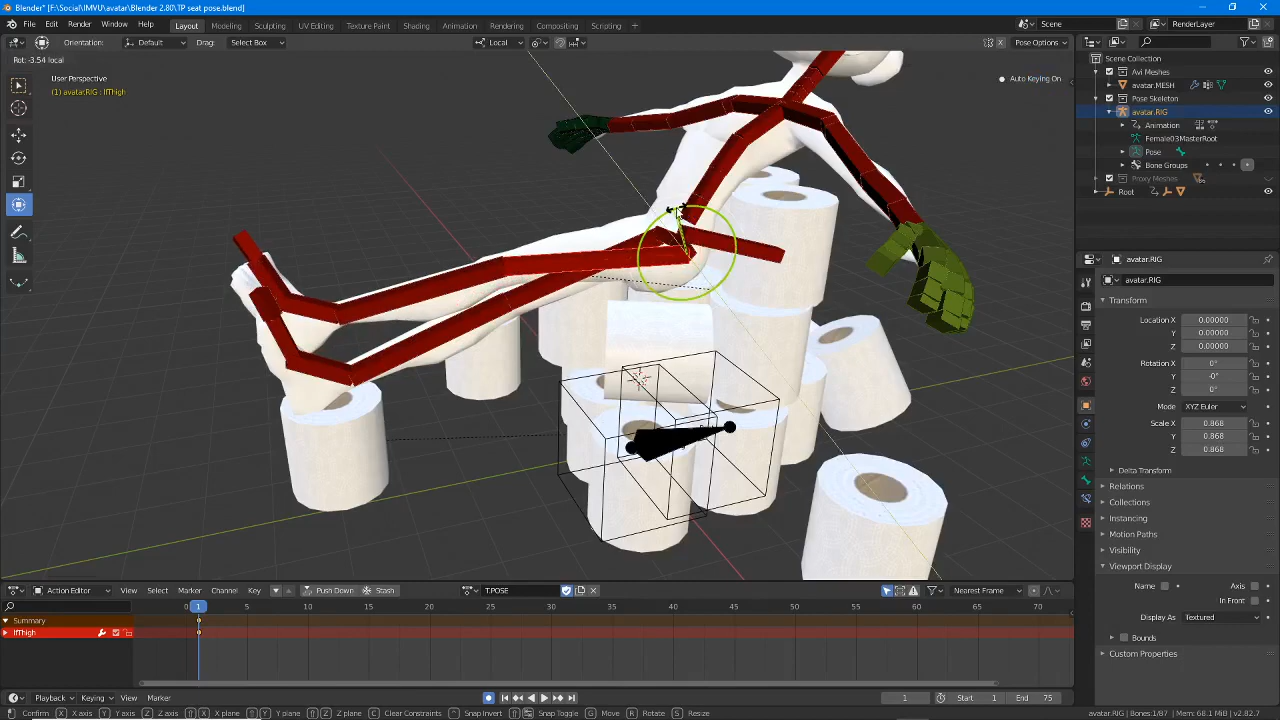 Blender* [F:\Social\IMVU\avatar\Blender 2.80\TP seat pose.blend]
File Edit Render Window Help Layout Modeling Sculpting UV Editing Texture Paint Shading Animation Rendering Compositing Scripting Scene RenderLayer
Orientation: Default Drag: Select Box Local Pose Options
Rot: -3.54 local
User Perspective
(1) avatar.RIG : lfThigh
Auto Keying On
Scene Collection
Avi Meshes
avatar.MESH
Pose Skeleton
avatar.RIG
Animation
Female03MasterRoot
Pose
Bone Groups
Proxy Meshes
Root
avatar.RIG
avatar.RIG
Transform
Location X 0.00000
Y 0.00000
Z 0.00000
Rotation X 0°
Y -0°
Z 0°
Mode XYZ Euler
Scale X 0.868
Y 0.868
Z 0.868
Delta Transform
Relations
Collections
Instancing
Motion Paths
Visibility
Viewport Display
Name Axis
In Front
Display As Textured
Bounds
Custom Properties
Action Editor View Select Marker Channel Key Push Down Stash T.POSE Nearest Frame
0 1 5 10 15 20 25 30 35 40 45 50 55 60 65 70
Summary
lfThigh
Playback Keying View Marker 1 Start 1 End 75
Confirm X X axis Y Y axis Z Z axis X X plane Y Y plane Z Z plane C Clear Constraints Snap Invert Snap Toggle G Move R Rotate S Resize avatar.RIG | Bones:1/87 | Mem: 68.1 MiB | v2.82.7